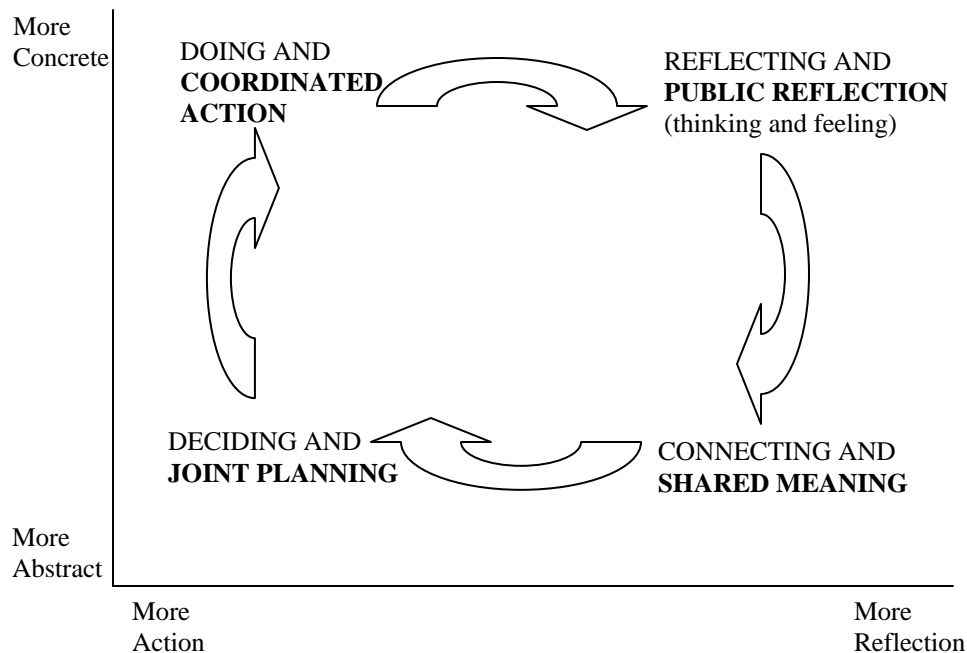 More
Concrete
DOING AND
COORDINATED
ACTION
REFLECTING AND
PUBLIC REFLECTION
(thinking and feeling)
DECIDING AND
JOINT PLANNING
CONNECTING AND
SHARED MEANING
More
Abstract
More
Action
More
Reflection